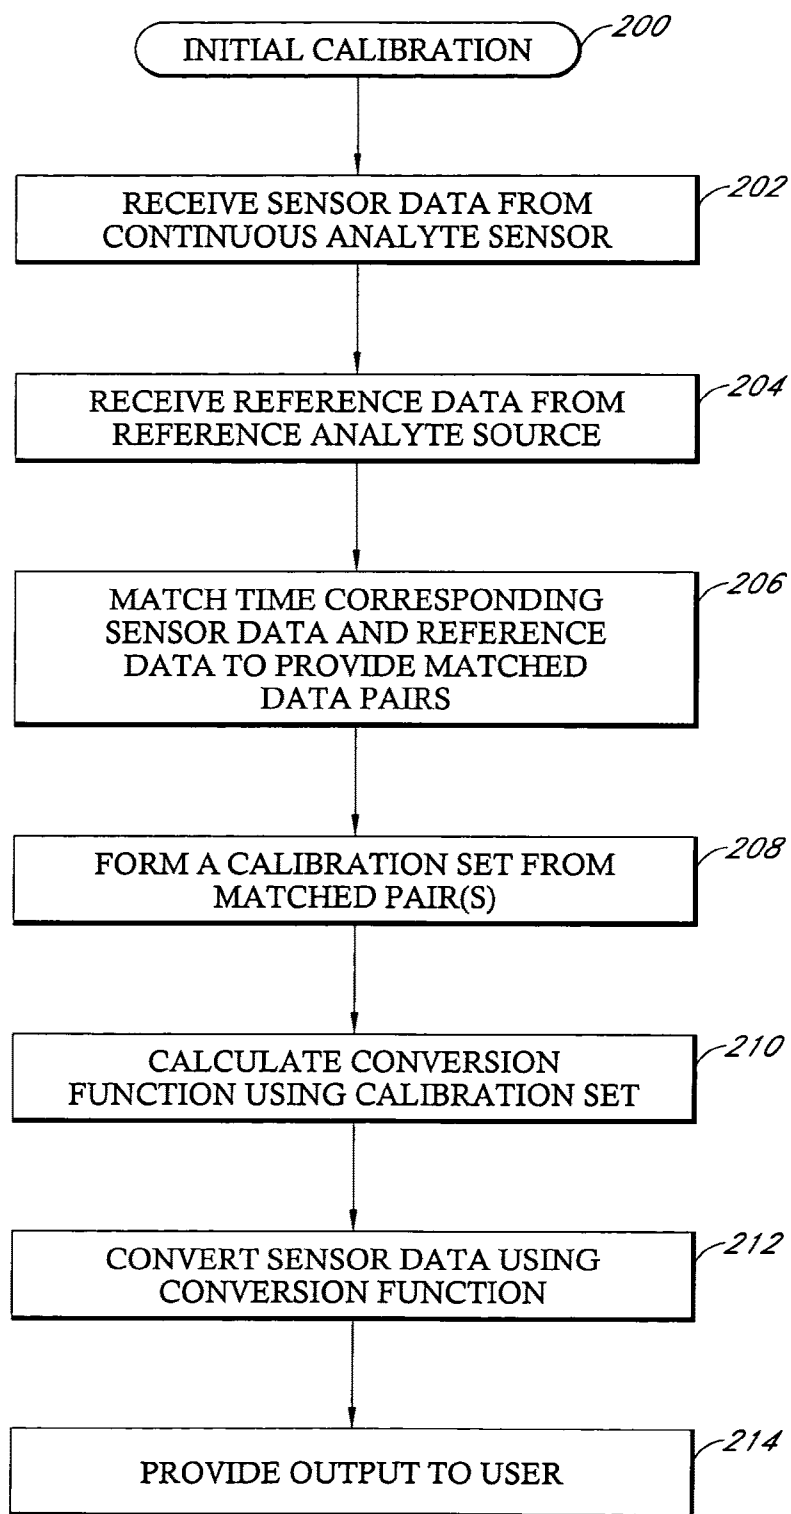 200
INITIAL CALIBRATION
202
RECEIVE SENSOR DATA FROM
CONTINUOUS ANALYTE SENSOR
204
RECEIVE REFERENCE DATA FROM
REFERENCE ANALYTE SOURCE
206
MATCH TIME CORRESPONDING
SENSOR DATA AND REFERENCE
DATA TO PROVIDE MATCHED
DATA PAIRS
208
FORM A CALIBRATION SET FROM
MATCHED PAIR(S)
210
CALCULATE CONVERSION
FUNCTION USING CALIBRATION SET
212
CONVERT SENSOR DATA USING
CONVERSION FUNCTION
214
PROVIDE OUTPUT TO USER